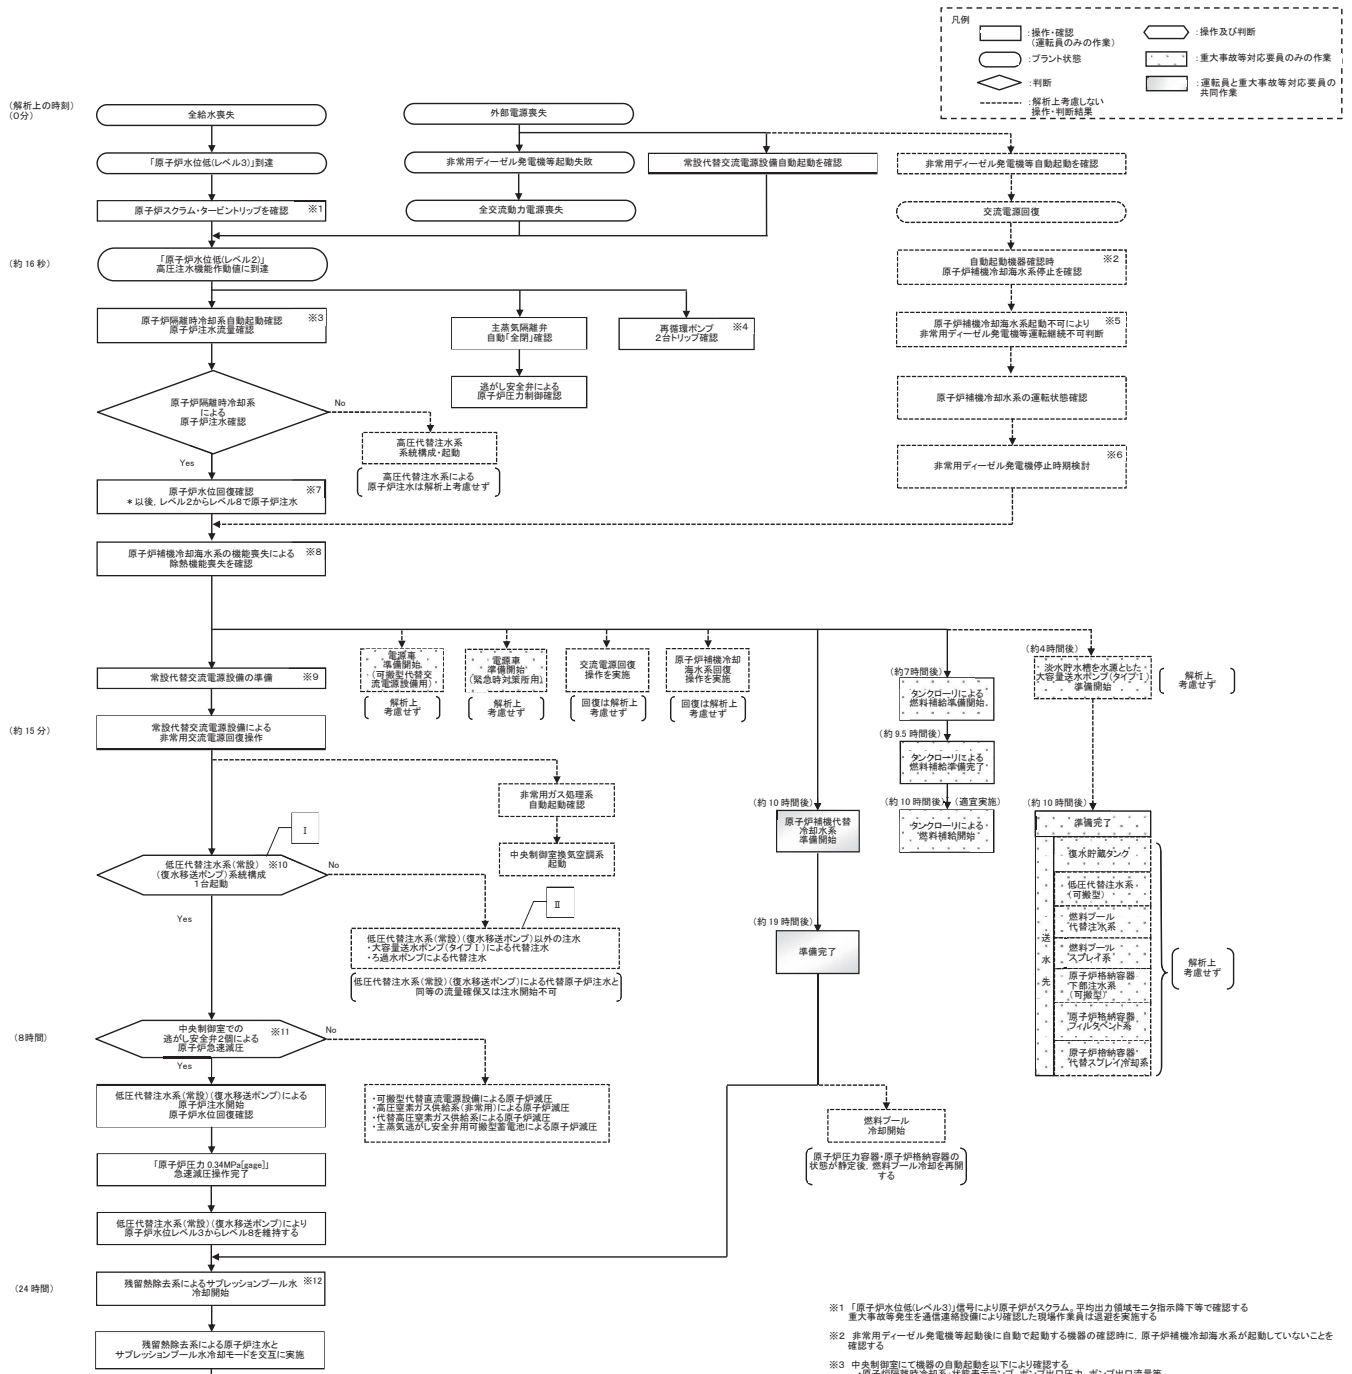 凡例
:操作・確認
(運転員のみの作業)
:操作及び判断
:プラント状態
:重大事故等対応要員のみの作業
:判断
:運転員と重大事故等対応要員の
共同作業
:解析上考慮しない
操作・判断結果
(解析上の時刻)
(0分)
全給水喪失
外部電源喪失
「原子炉水位低(レベル3)」到達
非常用ディーゼル発電機等起動失敗
常設代替交流電源設備自動起動を確認
非常用ディーゼル発電機等自動起動を確認
原子炉スクラム・タービントリップを確認 ※1
全交流動力電源喪失
交流電源回復
(約 16 秒)
「原子炉水位低(レベル2)」
高圧注水機能作動値に到達
自動起動機器確認時 ※2
原子炉補機冷却海水系停止を確認
原子炉隔離時冷却系自動起動確認 ※3
原子炉注水流量確認
主蒸気隔離弁
自動「全閉」確認
再循環ポンプ ※4
2台トリップ確認
原子炉補機冷却海水系起動不可により ※5
非常用ディーゼル発電機等運転継続不可判断
逃がし安全弁による
原子炉圧力制御確認
原子炉補機冷却水系の運転状態確認
原子炉隔離時冷却系
による
原子炉注水確認
No
Yes
高圧代替注水系
系統構成・起動
高圧代替注水系による
原子炉注水は解析上考慮せず
非常用ディーゼル発電機停止時期検討 ※6
原子炉水位回復確認 ※7
*以後, レベル2からレベル8で原子炉注水
原子炉補機冷却海水系の機能喪失による ※8
除熱機能喪失を確認
常設代替交流電源設備の準備 ※9
電源車
準備開始
(可搬型代替交
流電源設備用)
解析上
考慮せず
電源車
準備開始
(緊急時対策所用)
解析上
考慮せず
交流電源回復
操作を実施
回復は解析上
考慮せず
原子炉補機冷却
海水系回復
操作を実施
回復は解析上
考慮せず
(約7時間後)
タンクローリによる
燃料補給準備開始
(約4時間後)
淡水貯水槽を水源とした
大容量送水ポンプ(タイプⅠ)
準備開始
解析上
考慮せず
(約 15 分)
常設代替交流電源設備による
非常用交流電源回復操作
(約 9.5 時間後)
タンクローリによる
燃料補給準備完了
非常用ガス処理系
自動起動確認
中央制御室換気空調系
起動
(約 10 時間後)
原子炉補機代替
冷却水系
準備開始
(約 10 時間後) (適宜実施)
タンクローリによる
燃料補給開始
(約 10 時間後)
準備完了
送水先
復水貯蔵タンク
低圧代替注水系
(可搬型)
燃料プール
代替注水系
燃料プール
スプレイ系
原子炉格納容器
下部注水系
(可搬型)
原子炉格納容器
フィルタベント系
原子炉格納容器
代替スプレイ冷却系
解析上
考慮せず
Ⅰ
低圧代替注水系(常設) ※10
(復水移送ポンプ)系統構成
1台起動
No
Yes
Ⅱ
低圧代替注水系(常設)(復水移送ポンプ)以外の注水
・大容量送水ポンプ(タイプⅠ)による代替注水
・ろ過水ポンプによる代替注水
低圧代替注水系(常設)(復水移送ポンプ)による代替原子炉注水と
同等の流量確保又は注水開始不可
(約 19 時間後)
準備完了
(8時間)
中央制御室での ※11
逃がし安全弁2個による
原子炉急速減圧
No
Yes
・可搬型代替直流電源設備による原子炉減圧
・高圧窒素ガス供給系(非常用)による原子炉減圧
・代替高圧窒素ガス供給系による原子炉減圧
・主蒸気逃がし安全弁用可搬型蓄電池による原子炉減圧
低圧代替注水系(常設)(復水移送ポンプ)による
原子炉注水開始
原子炉水位回復確認
燃料プール
冷却開始
原子炉圧力容器・原子炉格納容器の
状態が静定後, 燃料プール冷却を再開
する
「原子炉圧力 0.34MPa[gage]」
急速減圧操作完了
低圧代替注水系(常設)(復水移送ポンプ)により
原子炉水位レベル3からレベル8を維持する
(24 時間)
残留熱除去系によるサプレッションプール水 ※12
冷却開始
残留熱除去系による原子炉注水と
サプレッションプール水冷却モードを交互に実施
※1 「原子炉水位低(レベル3)」信号により原子炉がスクラム。平均出力領域モニタ指示降下等で確認する
重大事故等発生を通信連絡設備により確認した現場作業員は退避を実施する
※2 非常用ディーゼル発電機等起動後に自動で起動する機器の確認時に, 原子炉補機冷却海水系が起動していないことを
確認する
※3 中央制御室にて機器の自動起動を以下により確認する
・原子炉隔離時冷却系:状態表示ランプ, ポンプ出口圧力, ポンプ出口流量等